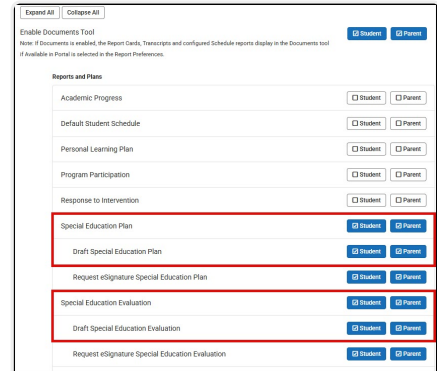 Expand All Collapse All
Enable Documents Tool Student Parent
Note: If Documents is enabled, the Report Cards, Transcripts and configured Schedule reports display in the Documents tool
if Available in Portal is selected in the Report Preferences.
Reports and Plans
Academic Progress Student Parent
Default Student Schedule Student Parent
Personal Learning Plan Student Parent
Program Participation Student Parent
Response to Intervention Student Parent
Special Education Plan Student Parent
Draft Special Education Plan Student Parent
Request eSignature Special Education Plan Student Parent
Special Education Evaluation Student Parent
Draft Special Education Evaluation Student Parent
Request eSignature Special Education Evaluation Student Parent